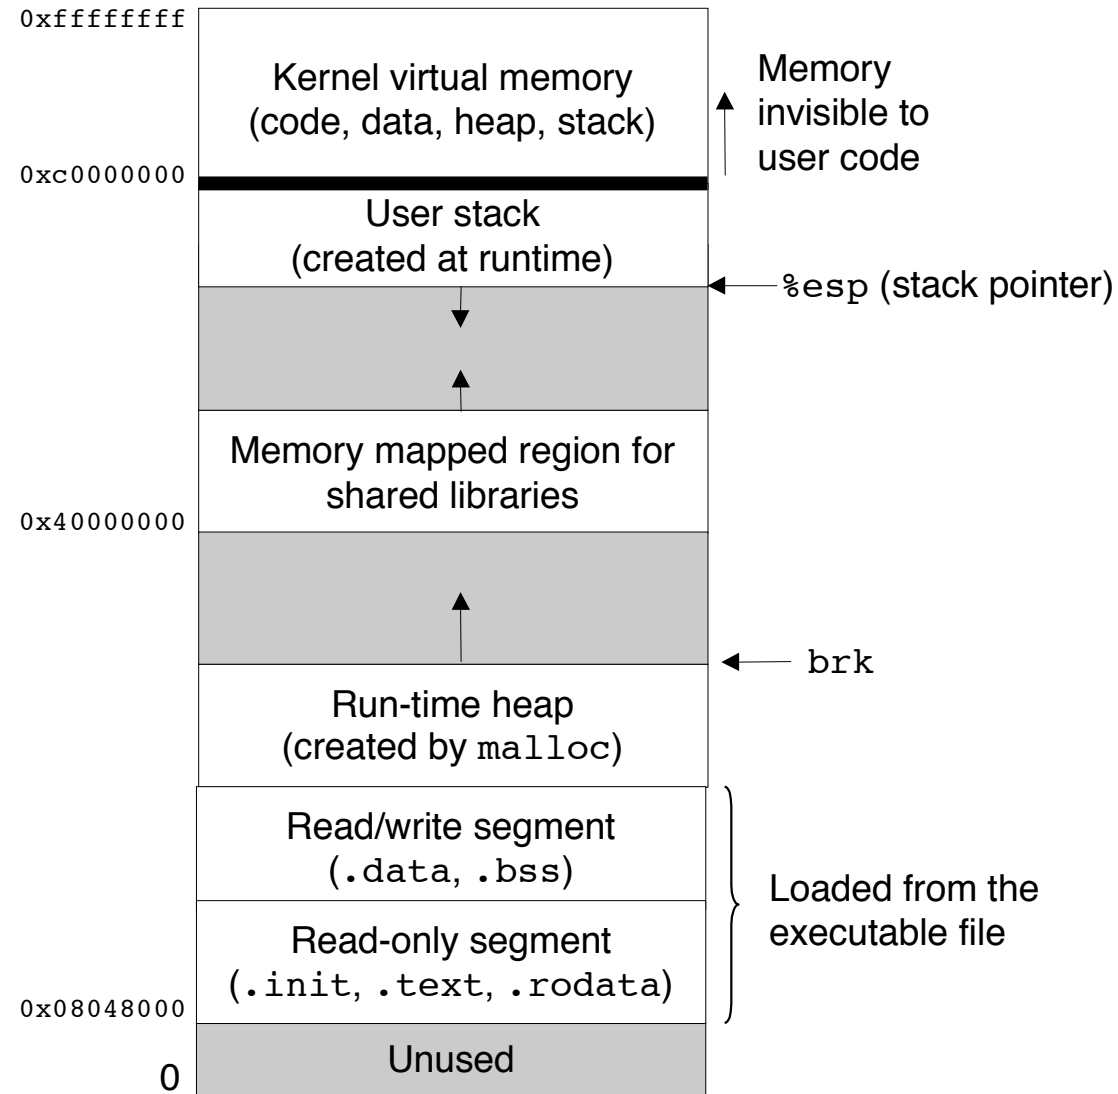 0xffffffff
Kernel virtual memory
(code, data, heap, stack)
Memory
invisible to
user code
0xc0000000
User stack
(created at runtime)
%esp (stack pointer)
Memory mapped region for
shared libraries
0x40000000
brk
Run-time heap
(created by malloc)
Read/write segment
(.data, .bss)
Loaded from the
executable file
Read-only segment
(.init, .text, .rodata)
0x08048000
Unused
0